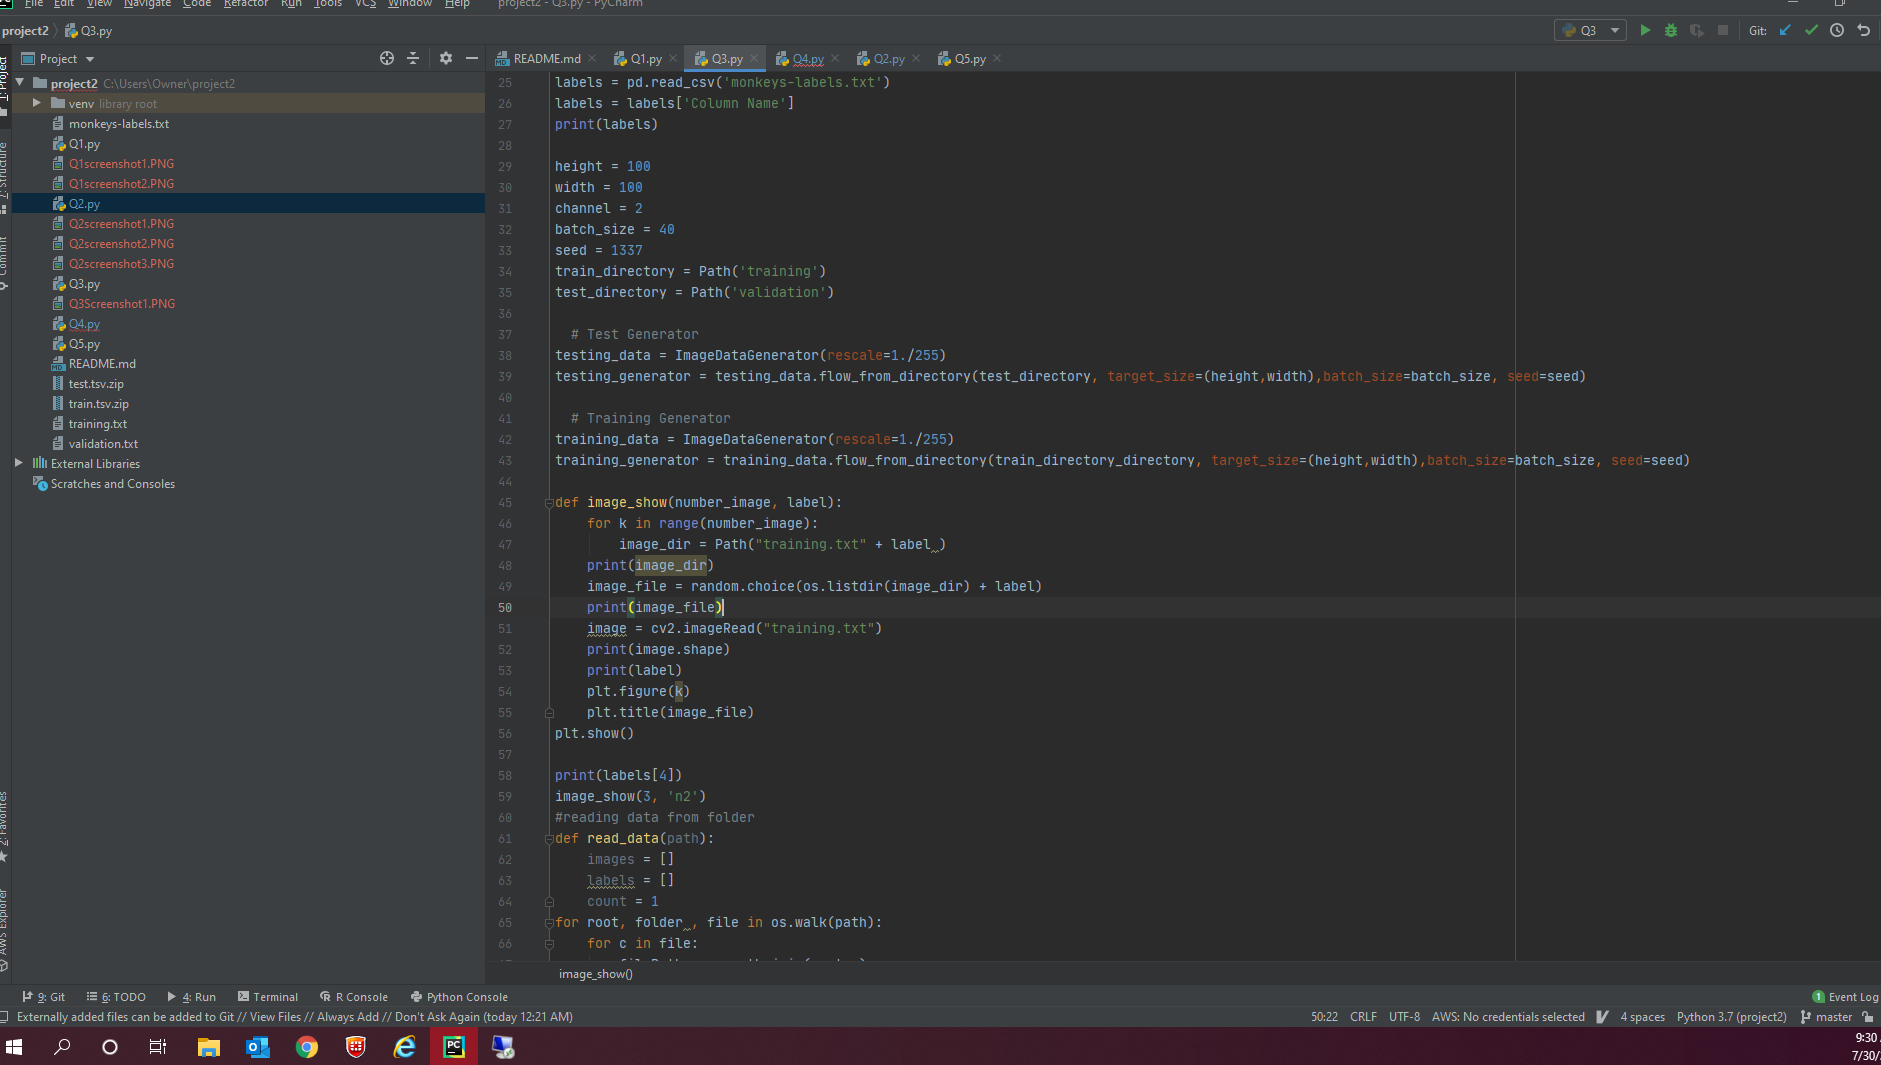 File Edit View Navigate Code Refactor Run Tools VCS Window Help project2 - Q3.py - PyCharm
project2 Q3.py Q3 Git:
Project README.md Q1.py Q3.py Q4.py Q2.py Q5.py
1: Project
Z: Structure
Commit
2: Favorites
AWS Explorer
project2 C:\Users\Owner\project2
venv library root
monkeys-labels.txt
Q1.py
Q1screenshot1.PNG
Q1screenshot2.PNG
Q2.py
Q2screenshot1.PNG
Q2screenshot2.PNG
Q2screenshot3.PNG
Q3.py
Q3Screenshot1.PNG
Q4.py
Q5.py
README.md
test.tsv.zip
train.tsv.zip
training.txt
validation.txt
External Libraries
Scratches and Consoles
25 labels = pd.read_csv('monkeys-labels.txt')
26 labels = labels['Column Name']
27 print(labels)
28
29 height = 100
30 width = 100
31 channel = 2
32 batch_size = 40
33 seed = 1337
34 train_directory = Path('training')
35 test_directory = Path('validation')
36
37 # Test Generator
38 testing_data = ImageDataGenerator(rescale=1./255)
39 testing_generator = testing_data.flow_from_directory(test_directory, target_size=(height,width),batch_size=batch_size, seed=seed)
40
41 # Training Generator
42 training_data = ImageDataGenerator(rescale=1./255)
43 training_generator = training_data.flow_from_directory(train_directory_directory, target_size=(height,width),batch_size=batch_size, seed=seed)
44
45 def image_show(number_image, label):
46 for k in range(number_image):
47 image_dir = Path("training.txt" + label )
48 print(image_dir)
49 image_file = random.choice(os.listdir(image_dir) + label)
50 print(image_file)
51 image = cv2.imageRead("training.txt")
52 print(image.shape)
53 print(label)
54 plt.figure(k)
55 plt.title(image_file)
56 plt.show()
57
58 print(labels[4])
59 image_show(3, 'n2')
60 #reading data from folder
61 def read_data(path):
62 images = []
63 labels = []
64 count = 1
65 for root, folder , file in os.walk(path):
66 for c in file:
image_show()
9: Git 6: TODO 4: Run Terminal R Console Python Console 1 Event Log
Externally added files can be added to Git // View Files // Always Add // Don't Ask Again (today 12:21 AM) 50:22 CRLF UTF-8 AWS: No credentials selected 4 spaces Python 3.7 (project2) master
9:30
7/30/